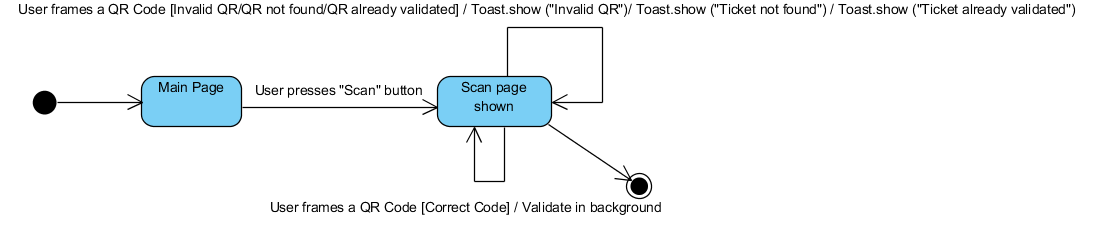 User frames a QR Code [Invalid QR/QR not found/QR already validated] / Toast.show ("Invalid QR")/ Toast.show ("Ticket not found") / Toast.show ("Ticket already validated")
Main Page
User presses "Scan" button
Scan page
shown
User frames a QR Code [Correct Code] / Validate in background